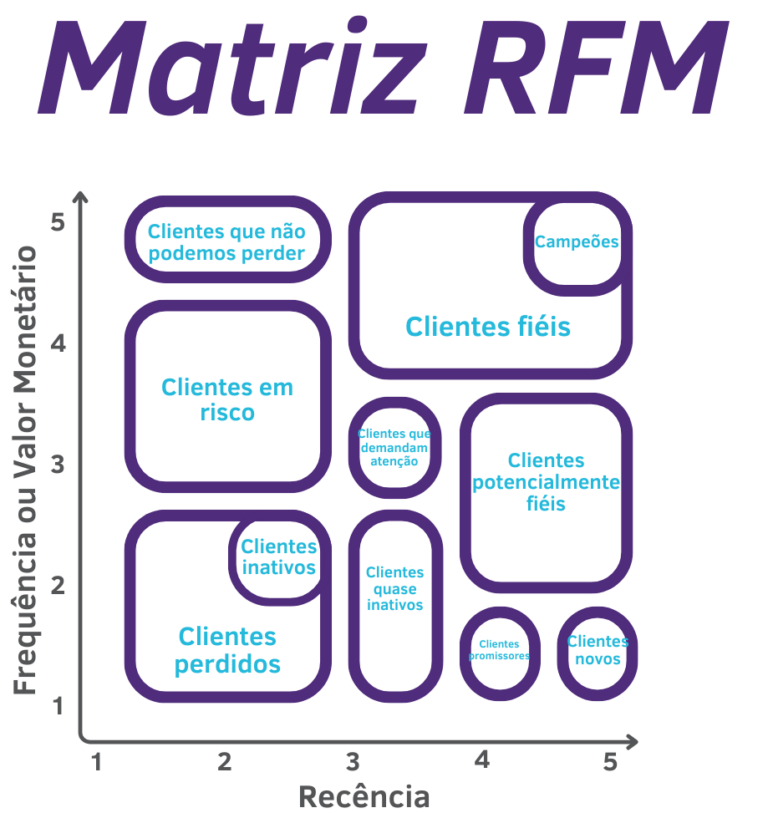 Matriz RFM
Frequência ou Valor Monetário
5
4
3
2
1
Clientes que não
podemos perder
Campeões
Clientes fiéis
Clientes em
risco
Clientes que
demandam
atenção
Clientes
potencialmente
fiéis
Clientes
inativos
Clientes
perdidos
Clientes
quase
inativos
Clientes
promissores
Clientes
novos
1
2
3
4
5
Recência